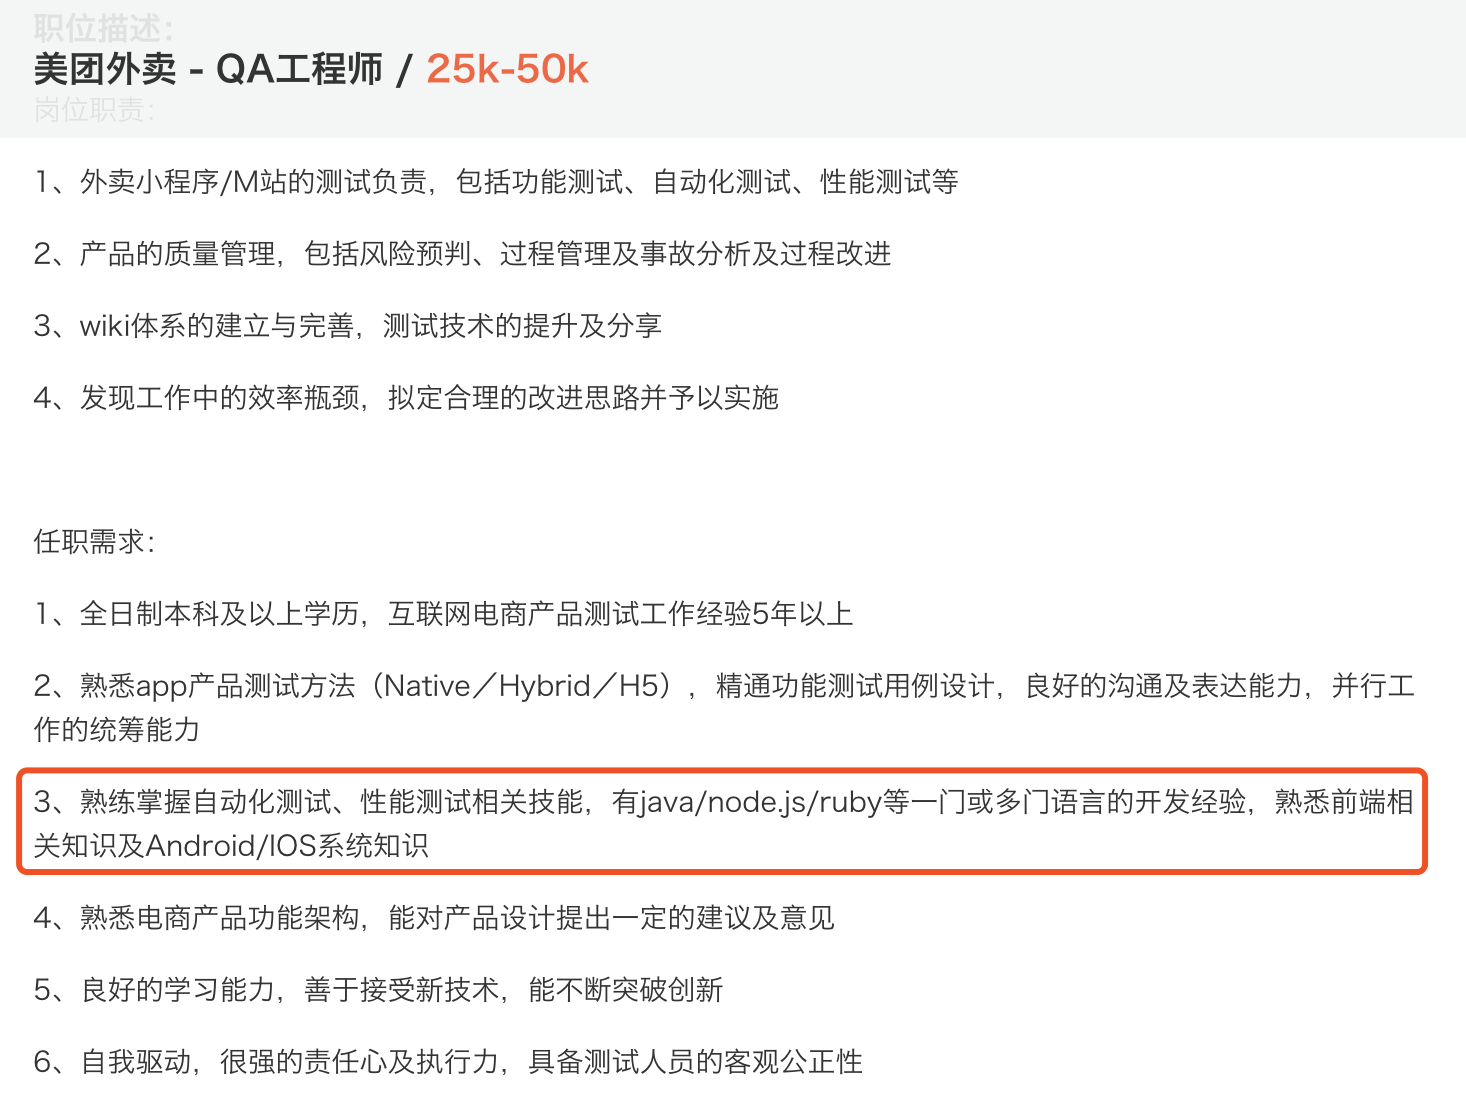 职位描述：
美团外卖 - QA工程师 / 25k-50k
岗位职责：
1、外卖小程序/M站的测试负责，包括功能测试、自动化测试、性能测试等
2、产品的质量管理，包括风险预判、过程管理及事故分析及过程改进
3、wiki体系的建立与完善，测试技术的提升及分享
4、发现工作中的效率瓶颈，拟定合理的改进思路并予以实施
任职需求：
1、全日制本科及以上学历，互联网电商产品测试工作经验5年以上
2、熟悉app产品测试方法（Native／Hybrid／H5），精通功能测试用例设计，良好的沟通及表达能力，并行工
作的统筹能力
3、熟练掌握自动化测试、性能测试相关技能，有java/node.js/ruby等一门或多门语言的开发经验，熟悉前端相
关知识及Android/IOS系统知识
4、熟悉电商产品功能架构，能对产品设计提出一定的建议及意见
5、良好的学习能力，善于接受新技术，能不断突破创新
6、自我驱动，很强的责任心及执行力，具备测试人员的客观公正性